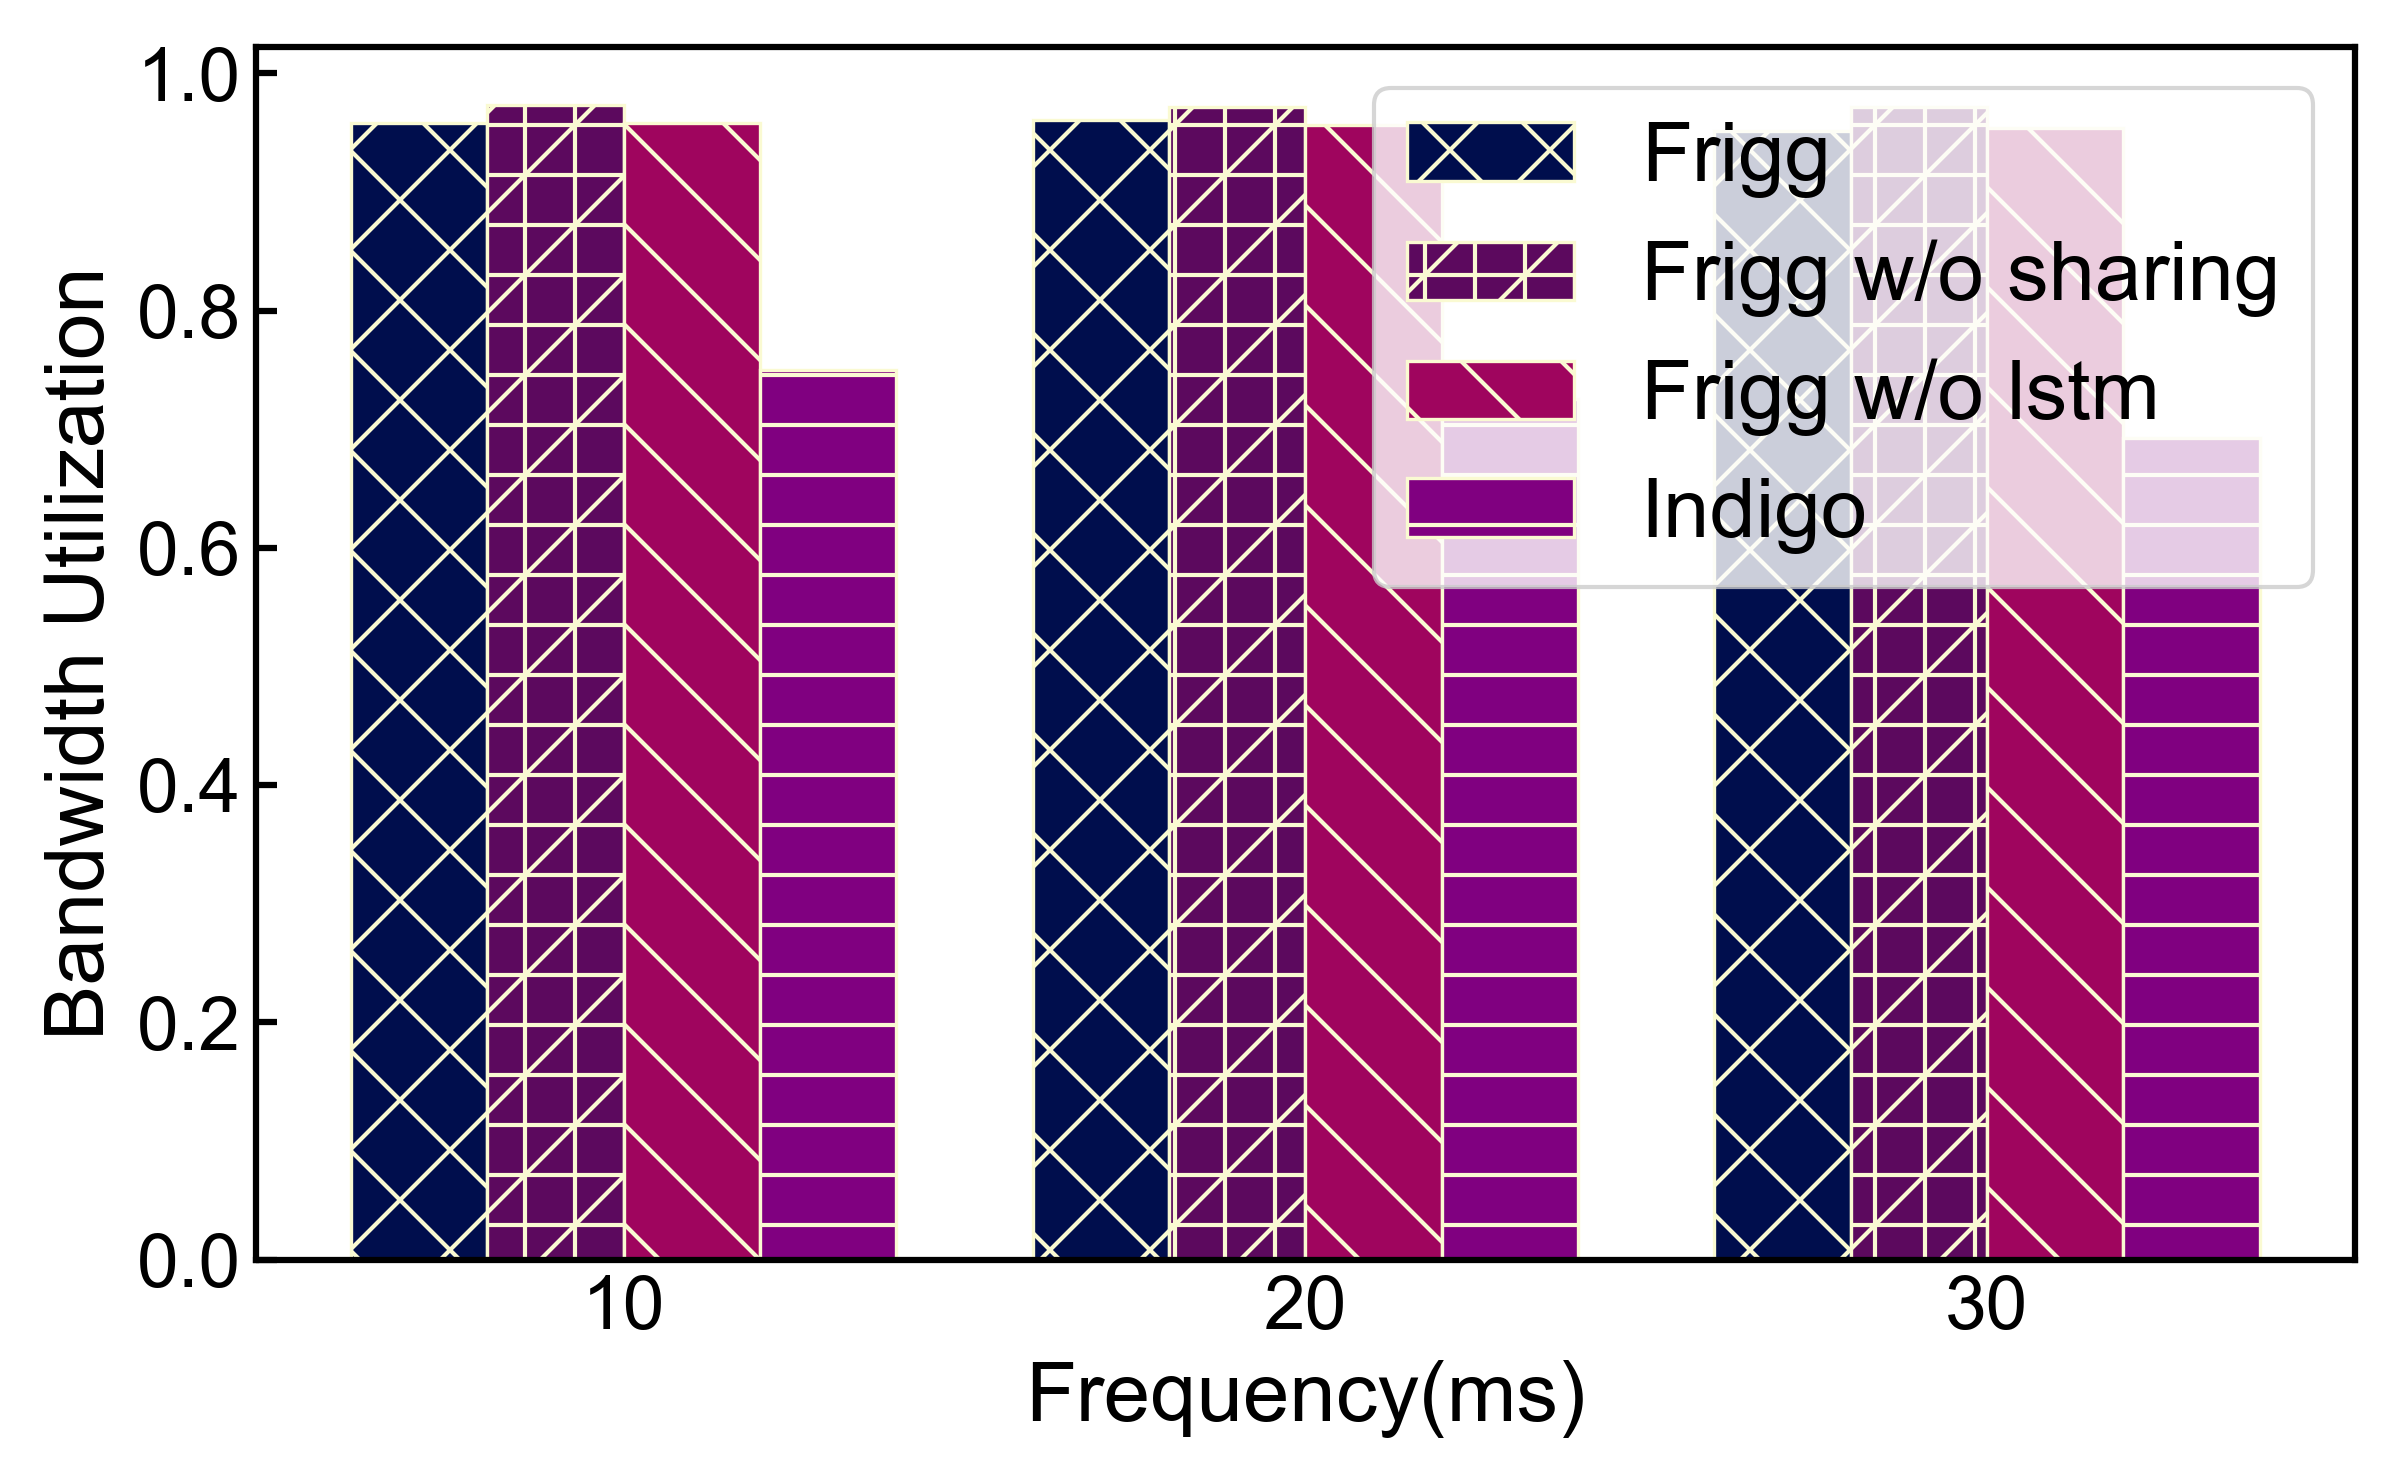 1.0
0.8
0.6
0.4
0.2
0.0
Bandwidth Utilization
Frigg
Frigg w/o sharing
Frigg w/o lstm
Indigo
10
20
30
Frequency(ms)